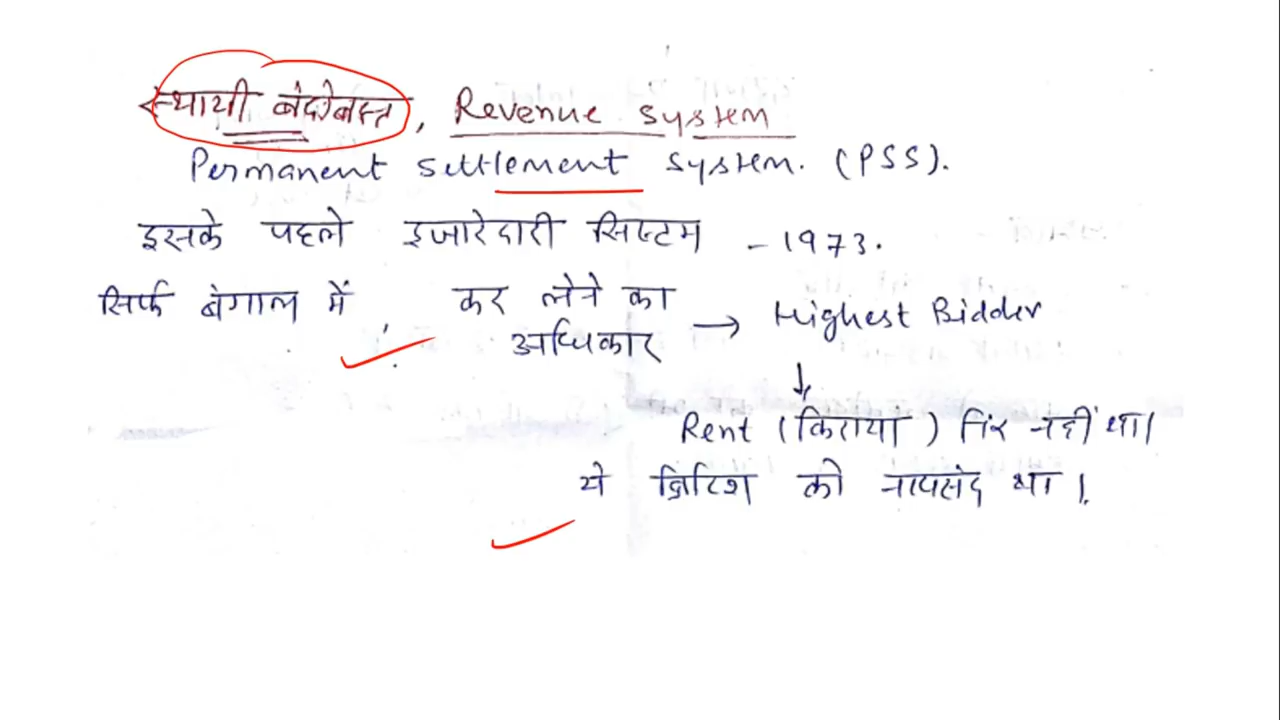 स्थायी बंदोबस्त, Revenue system
Permanent settlement system. (PSS).
इसके पहले इजारेदारी सिस्टम - 1973.
सिर्फ बंगाल में कर लेने का
अधिकार → Highest Bidder
↓
Rent (किराया) स्थिर नहीं था।
ये ब्रिटिश को नापसंद था।